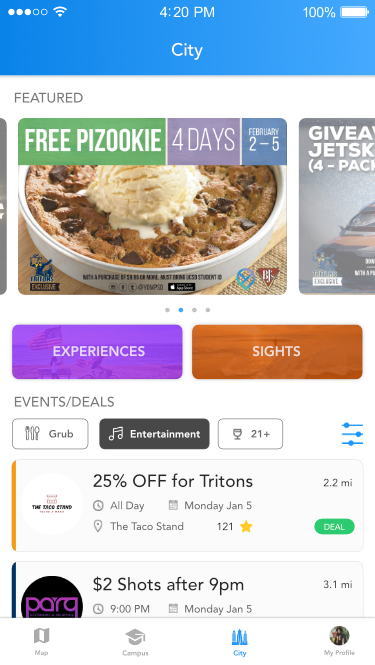 4:20 PM
100%
City
FEATURED
FREE PIZOOKIE
4 DAYS
FEBRUARY
2–5
WITH A PURCHASE OF $9.95 OR MORE. MUST BRING UCSD STUDENT ID
EXCLUSIVE
App Store
BJ's
GIVEAW
JETSK
(4 – PACK
EXCLUSIVE
EXPERIENCES
SIGHTS
EVENTS/DEALS
Grub
Entertainment
21+
THE TACO STAND
25% OFF for Tritons
2.2 mi
All Day
Monday Jan 5
The Taco Stand
121
DEAL
parq
$2 Shots after 9pm
3.1 mi
9:00 PM
Monday Jan 5
Map
Campus
City
My Profile